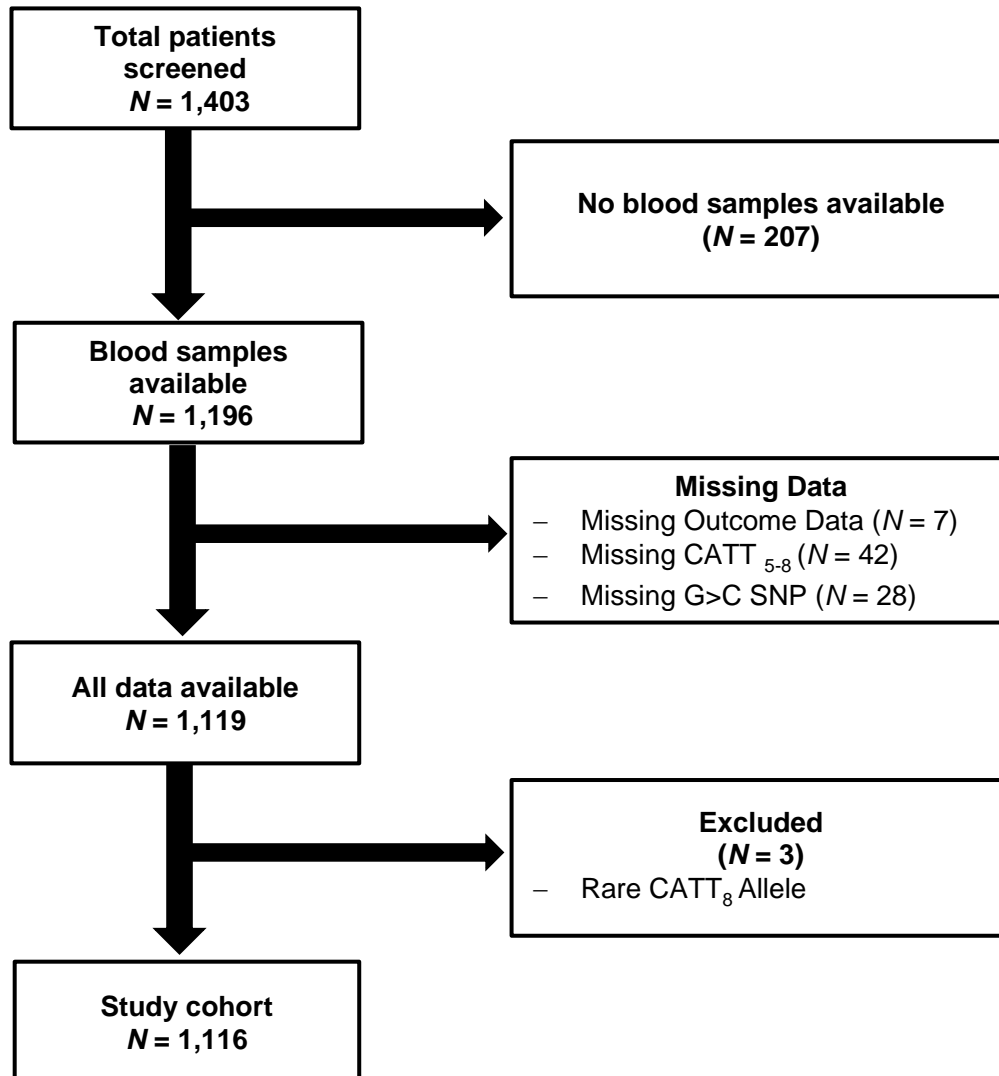 Total patients
screened
N = 1,403
No blood samples available
(N = 207)
Blood samples
available
N = 1,196
Missing Data
– Missing Outcome Data (N = 7)
– Missing CATT 5-8 (N = 42)
– Missing G>C SNP (N = 28)
All data available
N = 1,119
Excluded
(N = 3)
– Rare CATT8 Allele
Study cohort
N = 1,116